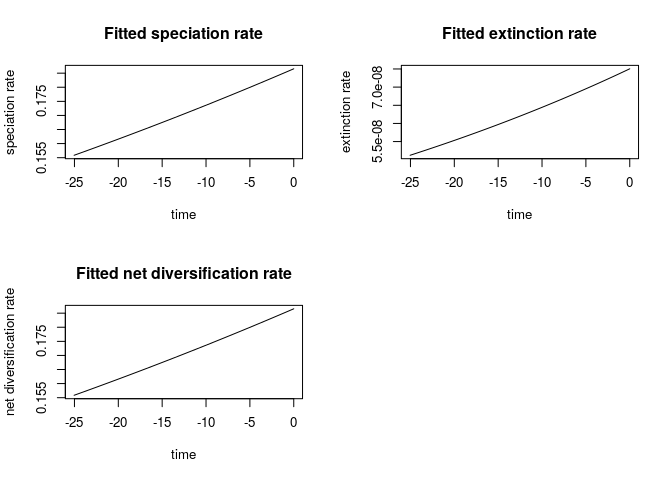 Fitted speciation rate
speciation rate
0.175
0.155
-25 -20 -15 -10 -5 0
time
Fitted extinction rate
extinction rate
7.0e-08
5.5e-08
-25 -20 -15 -10 -5 0
time
Fitted net diversification rate
net diversification rate
0.175
0.155
-25 -20 -15 -10 -5 0
time